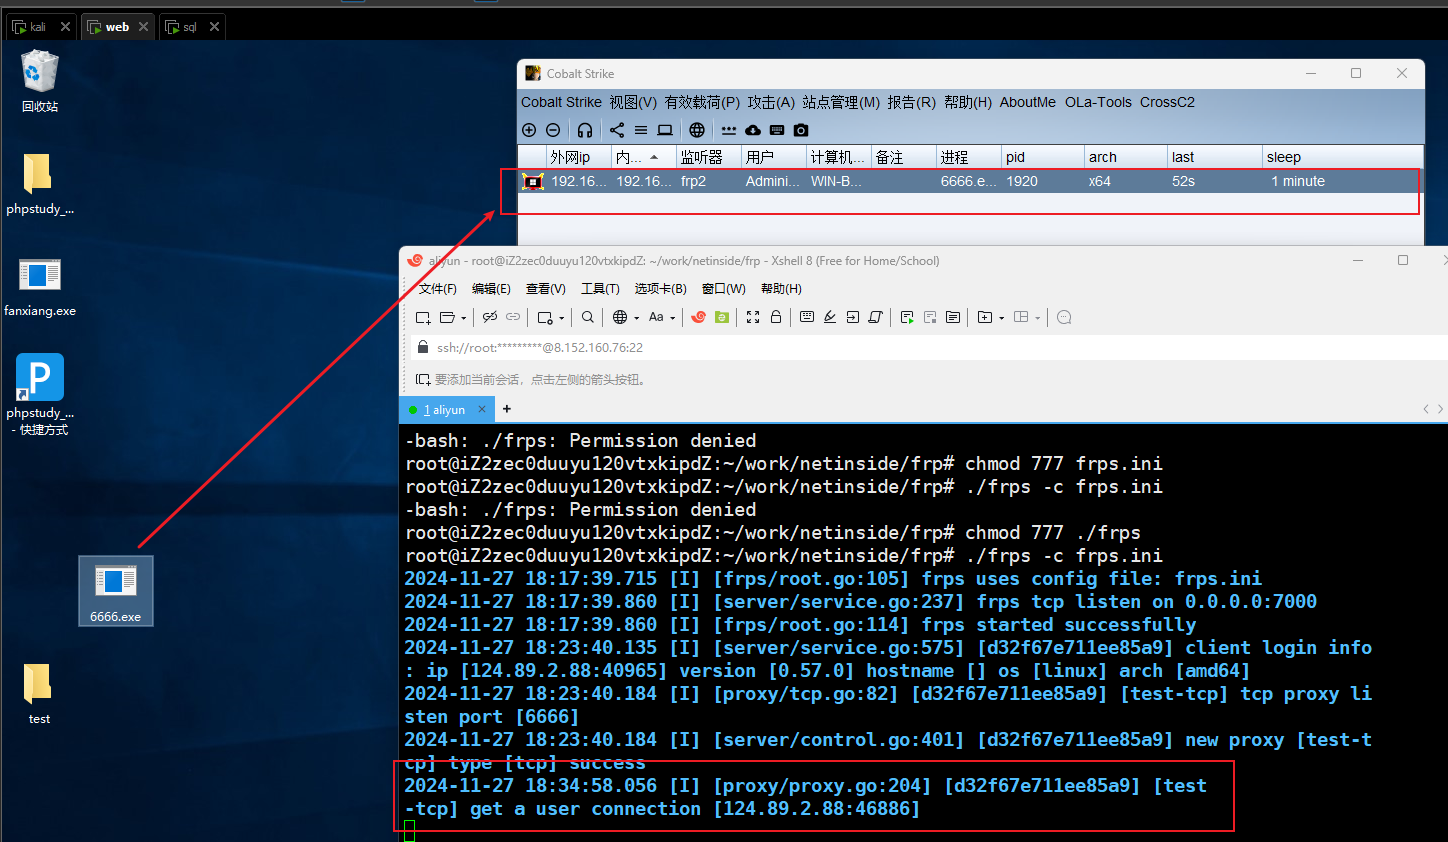 kali
web
sql
回收站
phpstudy_...
fanxiang.exe
phpstudy_...
- 快捷方式
6666.exe
test
Cobalt Strike
Cobalt Strike 视图(V) 有效载荷(P) 攻击(A) 站点管理(M) 报告(R) 帮助(H) AboutMe OLa-Tools CrossC2
外网ip 内... 监听器 用户 计算机... 备注 进程 pid arch last sleep
192.16... 192.16... frp2 Admini... WIN-B... 6666.e... 1920 x64 52s 1 minute
aliyun - root@iZ2zec0duuyu120vtxkipdZ: ~/work/netinside/frp - Xshell 8 (Free for Home/School)
文件(F) 编辑(E) 查看(V) 工具(T) 选项卡(B) 窗口(W) 帮助(H)
Aa
ssh://root:*********@8.152.160.76:22
要添加当前会话，点击左侧的箭头按钮。
1 aliyun
-bash: ./frps: Permission denied
root@iZ2zec0duuyu120vtxkipdZ:~/work/netinside/frp# chmod 777 frps.ini
root@iZ2zec0duuyu120vtxkipdZ:~/work/netinside/frp# ./frps -c frps.ini
-bash: ./frps: Permission denied
root@iZ2zec0duuyu120vtxkipdZ:~/work/netinside/frp# chmod 777 ./frps
root@iZ2zec0duuyu120vtxkipdZ:~/work/netinside/frp# ./frps -c frps.ini
2024-11-27 18:17:39.715 [I] [frps/root.go:105] frps uses config file: frps.ini
2024-11-27 18:17:39.860 [I] [server/service.go:237] frps tcp listen on 0.0.0.0:7000
2024-11-27 18:17:39.860 [I] [frps/root.go:114] frps started successfully
2024-11-27 18:23:40.135 [I] [server/service.go:575] [d32f67e711ee85a9] client login info
: ip [124.89.2.88:40965] version [0.57.0] hostname [] os [linux] arch [amd64]
2024-11-27 18:23:40.184 [I] [proxy/tcp.go:82] [d32f67e711ee85a9] [test-tcp] tcp proxy li
sten port [6666]
2024-11-27 18:23:40.184 [I] [server/control.go:401] [d32f67e711ee85a9] new proxy [test-t
cp] type [tcp] success
2024-11-27 18:34:58.056 [I] [proxy/proxy.go:204] [d32f67e711ee85a9] [test
-tcp] get a user connection [124.89.2.88:46886]